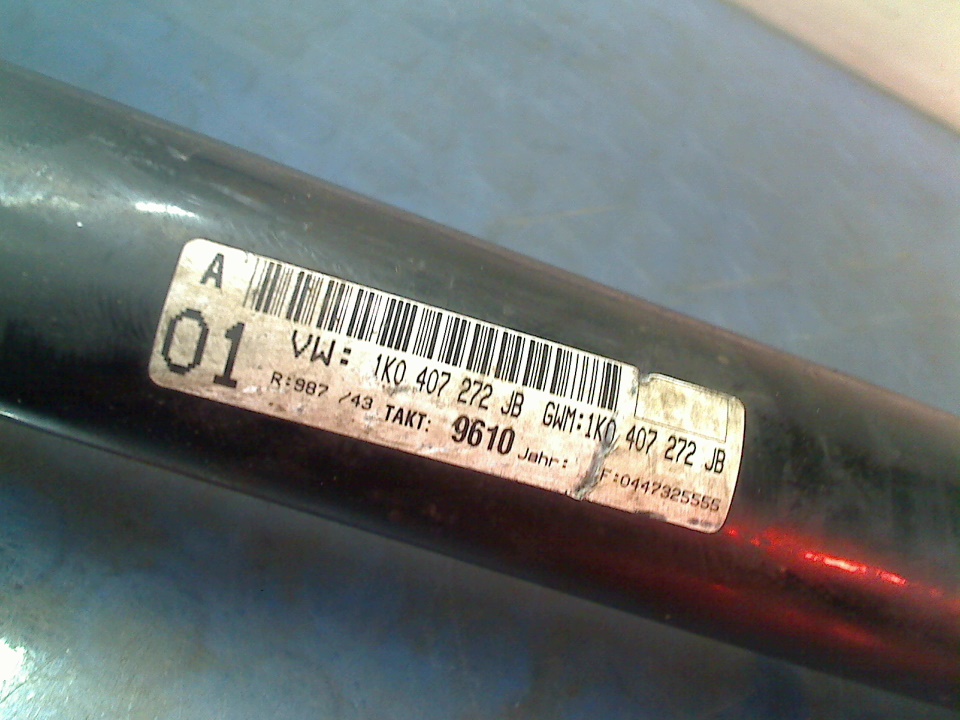 A
01
VW: 1K0 407 272 JB GWM:1K0 407 272 JB
R:987 /43 TAKT: 9610 Jahr: F:0447325555